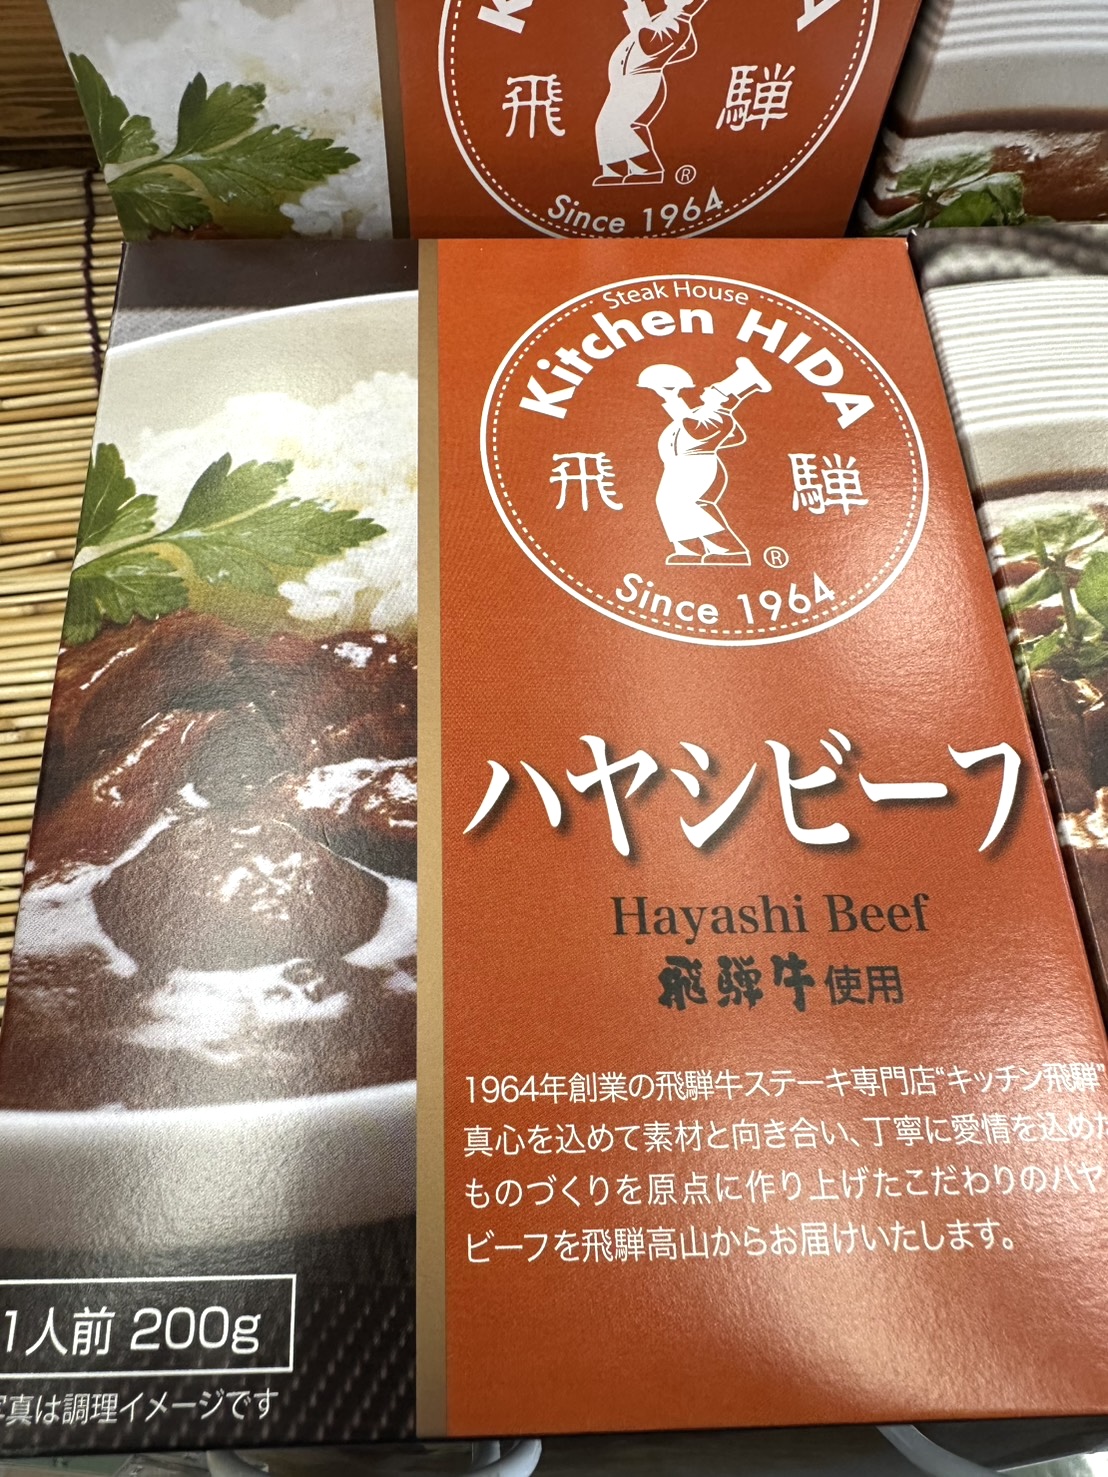 飛騨
®
Since 1964
Steak House
Kitchen HIDA
飛騨
®
Since 1964
ハヤシビーフ
Hayashi Beef
飛騨牛使用
1964年創業の飛騨牛ステーキ専門店“キッチン飛騨”
真心を込めて素材と向き合い、丁寧に愛情を込めた
ものづくりを原点に作り上げたこだわりのハヤ
ビーフを飛騨高山からお届けいたします。
1人前 200g
写真は調理イメージです